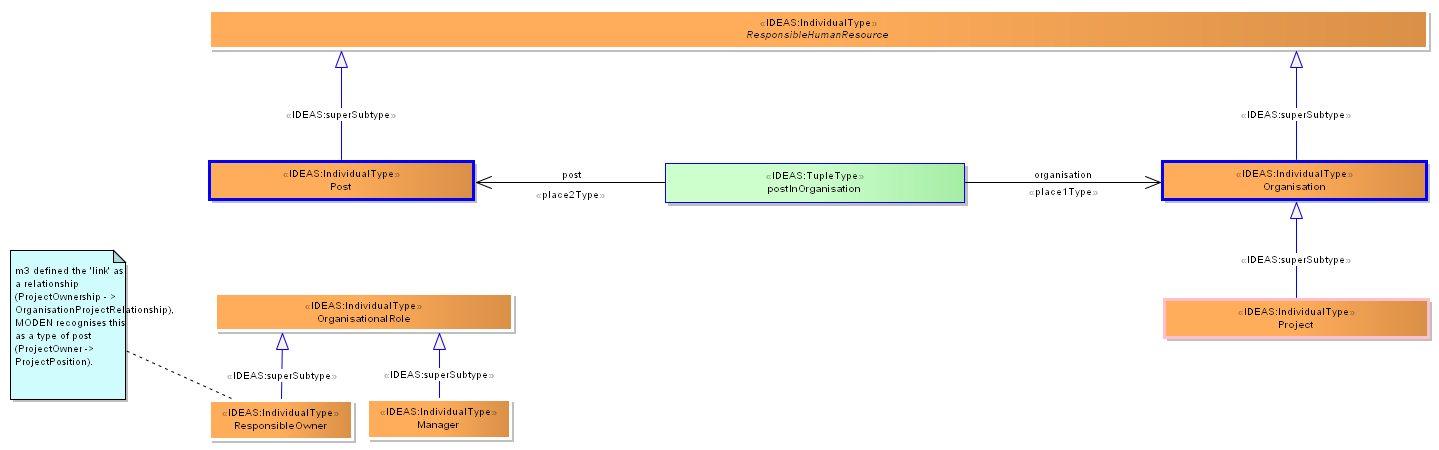 «IDEAS:IndividualType»
ResponsibleHumanResource
«IDEAS:superSubtype»
«IDEAS:superSubtype»
«IDEAS:IndividualType»
Post
post
«place2Type»
«IDEAS:TupleType»
postInOrganisation
organisation
«place1Type»
«IDEAS:IndividualType»
Organisation
«IDEAS:superSubtype»
«IDEAS:IndividualType»
Project
m3 defined the 'link' as
a relationship
(ProjectOwnership - >
OrganisationProjectRelationship),
MODEN recognises this
as a type of post
(ProjectOwner ->
ProjectPosition).
«IDEAS:IndividualType»
OrganisationalRole
«IDEAS:superSubtype»
«IDEAS:superSubtype»
«IDEAS:IndividualType»
ResponsibleOwner
«IDEAS:IndividualType»
Manager